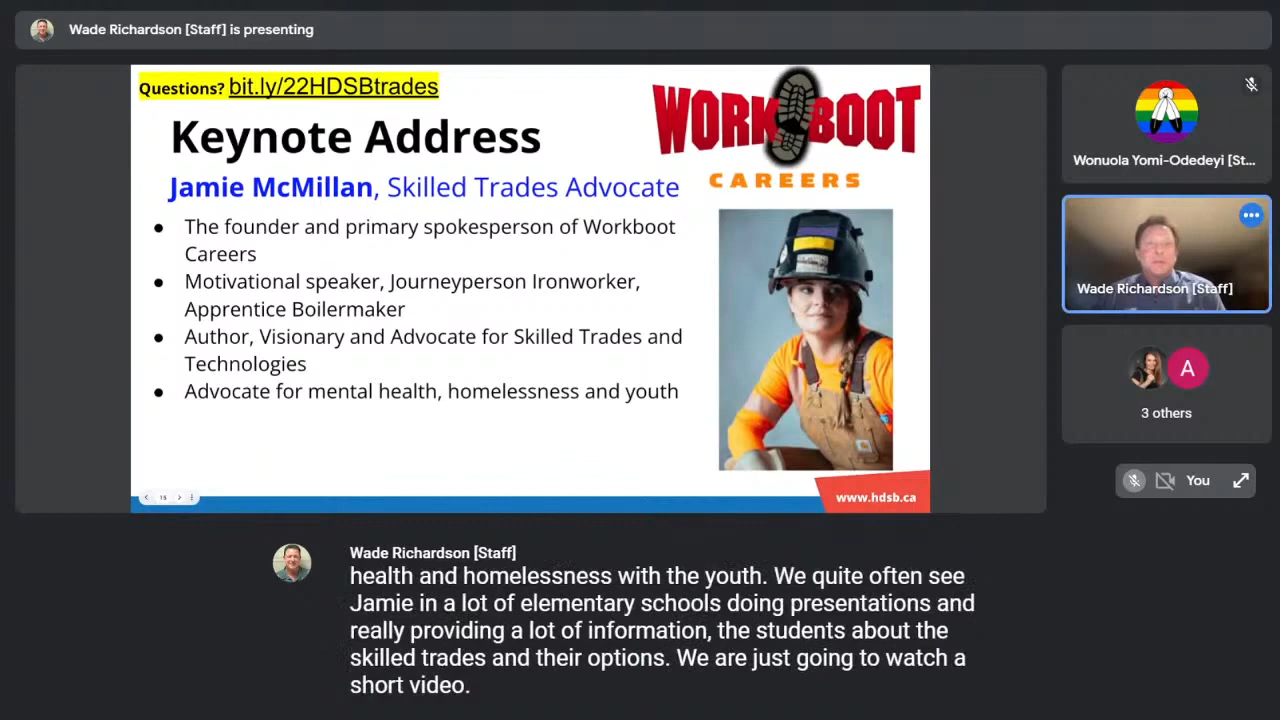 Wade Richardson [Staff] is presenting
Questions? bit.ly/22HDSBtrades
WORKBOOT
CAREERS
Keynote Address
Jamie McMillan, Skilled Trades Advocate
● The founder and primary spokesperson of Workboot
Careers
● Motivational speaker, Journeyperson Ironworker,
Apprentice Boilermaker
● Author, Visionary and Advocate for Skilled Trades and
Technologies
● Advocate for mental health, homelessness and youth
15
www.hdsb.ca
Wonuola Yomi-Odedeyi [St...
Wade Richardson [Staff]
A
3 others
You
Wade Richardson [Staff]
health and homelessness with the youth. We quite often see
Jamie in a lot of elementary schools doing presentations and
really providing a lot of information, the students about the
skilled trades and their options. We are just going to watch a
short video.